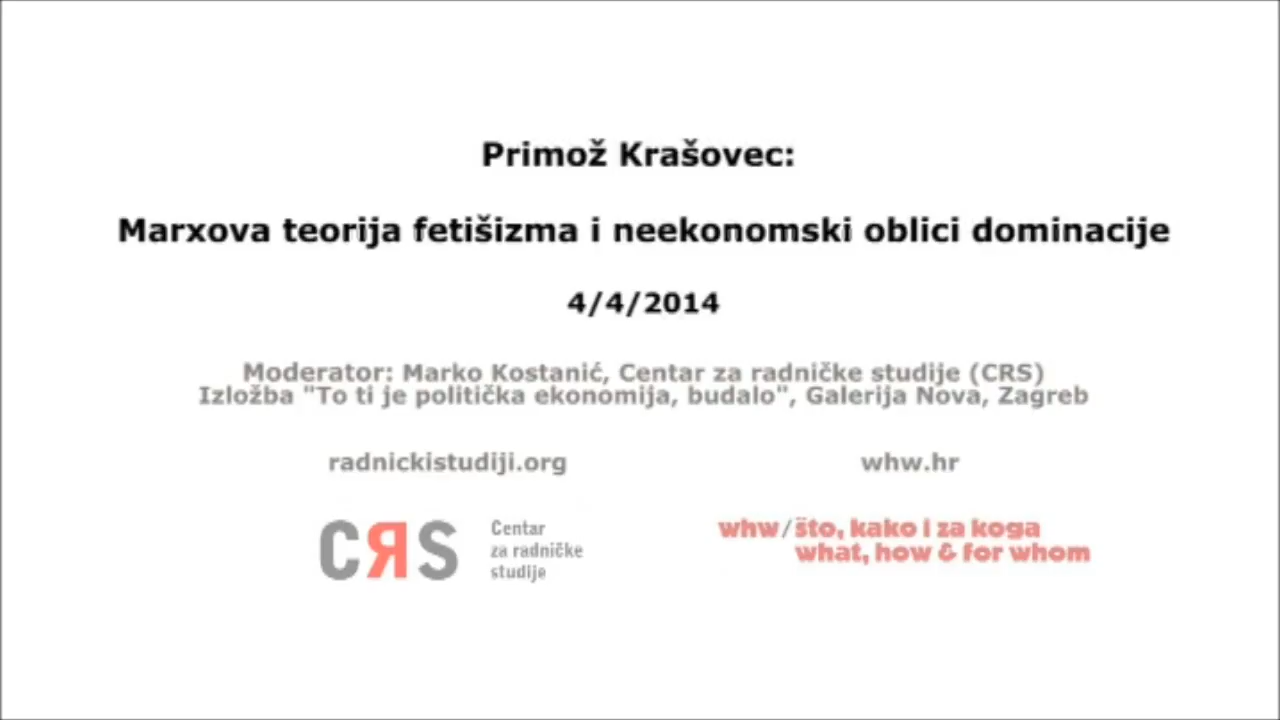 Primož Krašovec:
Marxova teorija fetišizma i neekonomski oblici dominacije
4/4/2014
Moderator: Marko Kostanić, Centar za radničke studije (CRS)
Izložba "To ti je politička ekonomija, budalo", Galerija Nova, Zagreb
radnickistudiji.org
whw.hr
CЯS
Centar
za radničke
studije
whw/što, kako i za koga
what, how & for whom